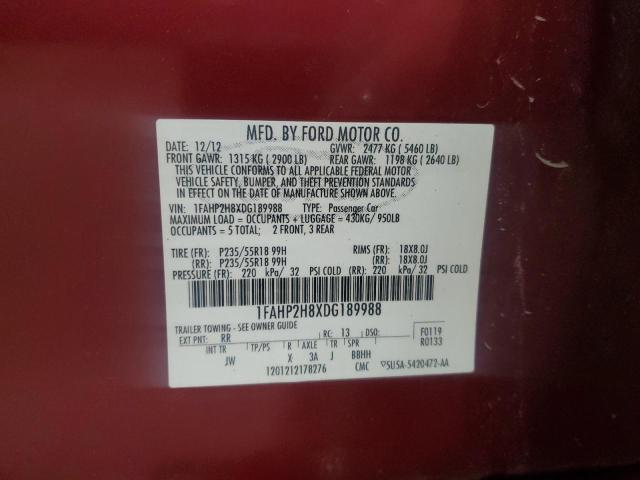 MFD. BY FORD MOTOR CO.
DATE: 12/12 GVWR: 2477 KG ( 5460 LB)
FRONT GAWR: 1315 KG ( 2900 LB) REAR GAWR: 1198 KG ( 2640 LB)
THIS VEHICLE CONFORMS TO ALL APPLICABLE FEDERAL MOTOR
VEHICLE SAFETY, BUMPER, AND THEFT PREVENTION STANDARDS
IN EFFECT ON THE DATE OF MANUFACTURE SHOWN ABOVE.
VIN: 1FAHP2H8XDG189988 TYPE: Passenger Car
MAXIMUM LOAD = OCCUPANTS + LUGGAGE = 430KG/ 950LB
OCCUPANTS = 5 TOTAL; 2 FRONT, 3 REAR
TIRE (FR): P235/55R18 99H RIMS (FR): 18X8.0J
(RR): P235/55R18 99H (RR): 18X8.0J
PRESSURE (FR): 220 kPa/ 32 PSI COLD (RR): 220 kPa/ 32 PSI COLD
1FAHP2H8XDG189988
TRAILER TOWING - SEE OWNER GUIDE
EXT PNT: RR RC: 13 DSO: F0119
INT TR TP/PS R AXLE TR SPR R0133
JW X 3A J BBHH
1201212178276 CMC ▽5U5A-5420472-AA